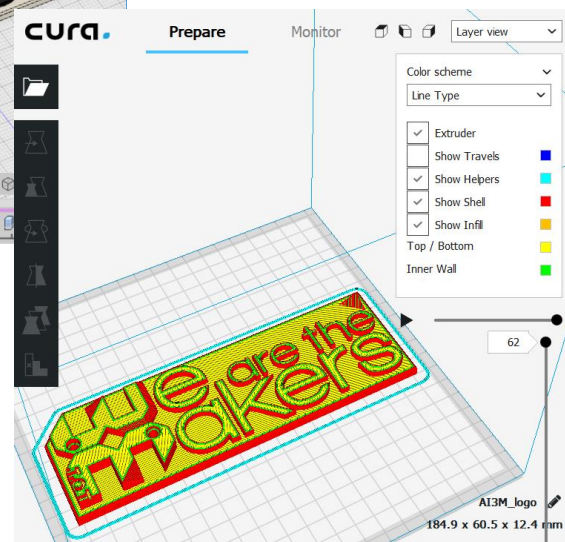 cura.
Prepare
Monitor
Layer view
Color scheme
Line Type
Extruder
Show Travels
Show Helpers
Show Shell
Show Infill
Top / Bottom
Inner Wall
62
We are the
Makers
IOT
AI3M_logo
184.9 x 60.5 x 12.4 mm